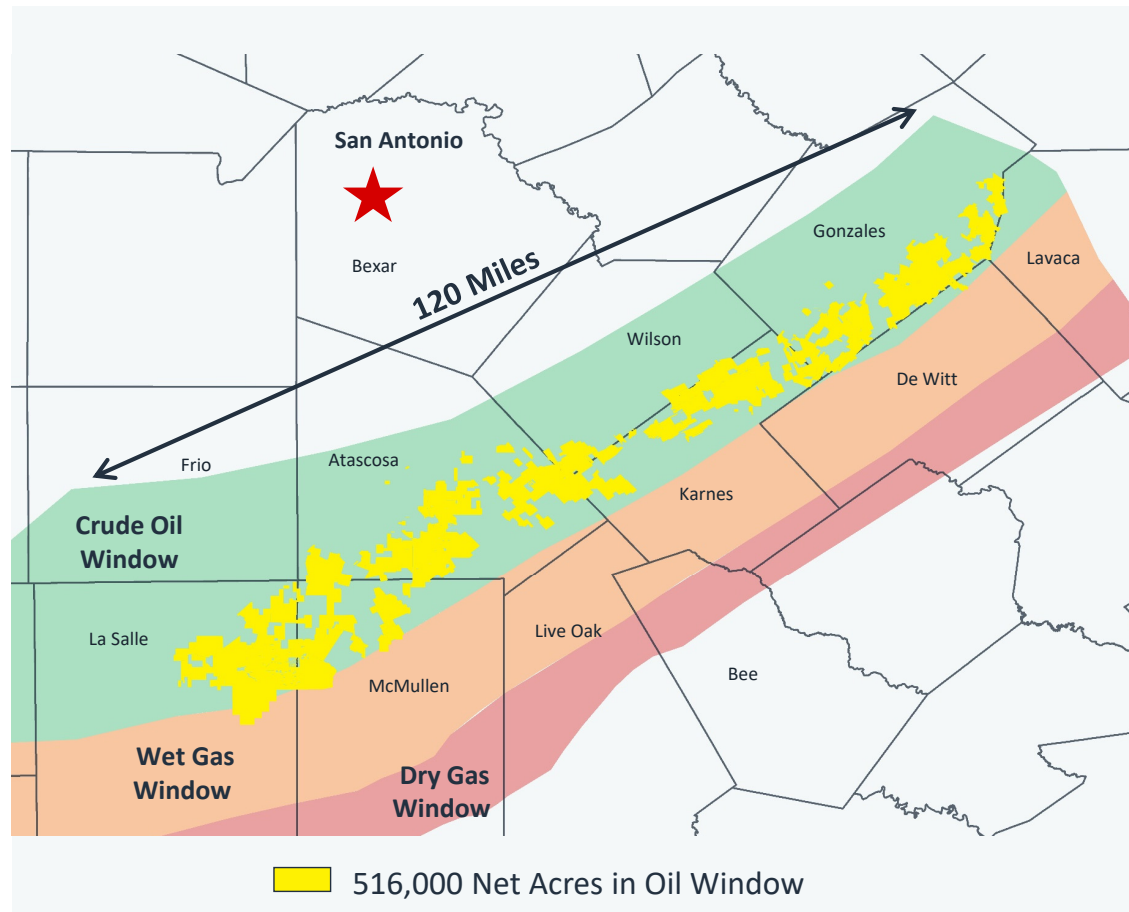 San Antonio
Bexar
120 Miles
Gonzales
Lavaca
Wilson
De Witt
Frio
Atascosa
Karnes
Crude Oil
Window
La Salle
Live Oak
McMullen
Bee
Wet Gas
Window
Dry Gas
Window
516,000 Net Acres in Oil Window